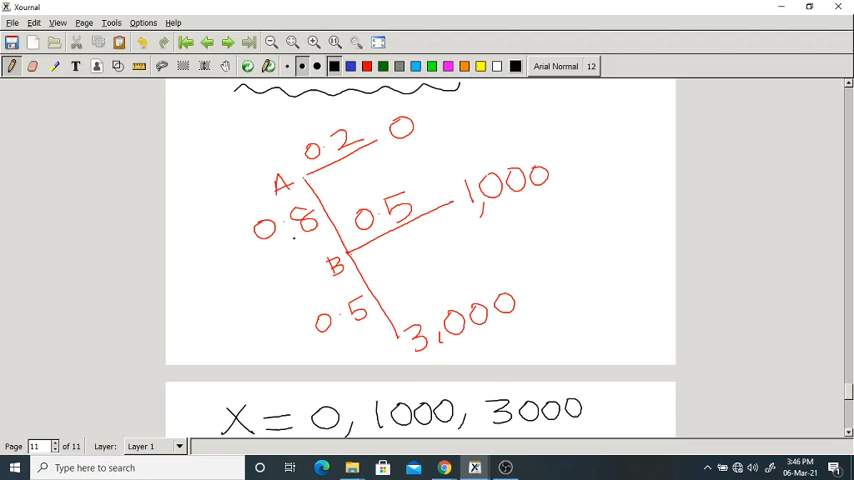 Xournal
File Edit View Page Tools Options Help
Arial Normal 12
0.2 0
A
0.8 0.5 1,000
B
0.5 3,000
X = 0, 1000, 3000
Page 11 of 11 Layer: Layer 1
Type here to search
3:46 PM
06-Mar-21